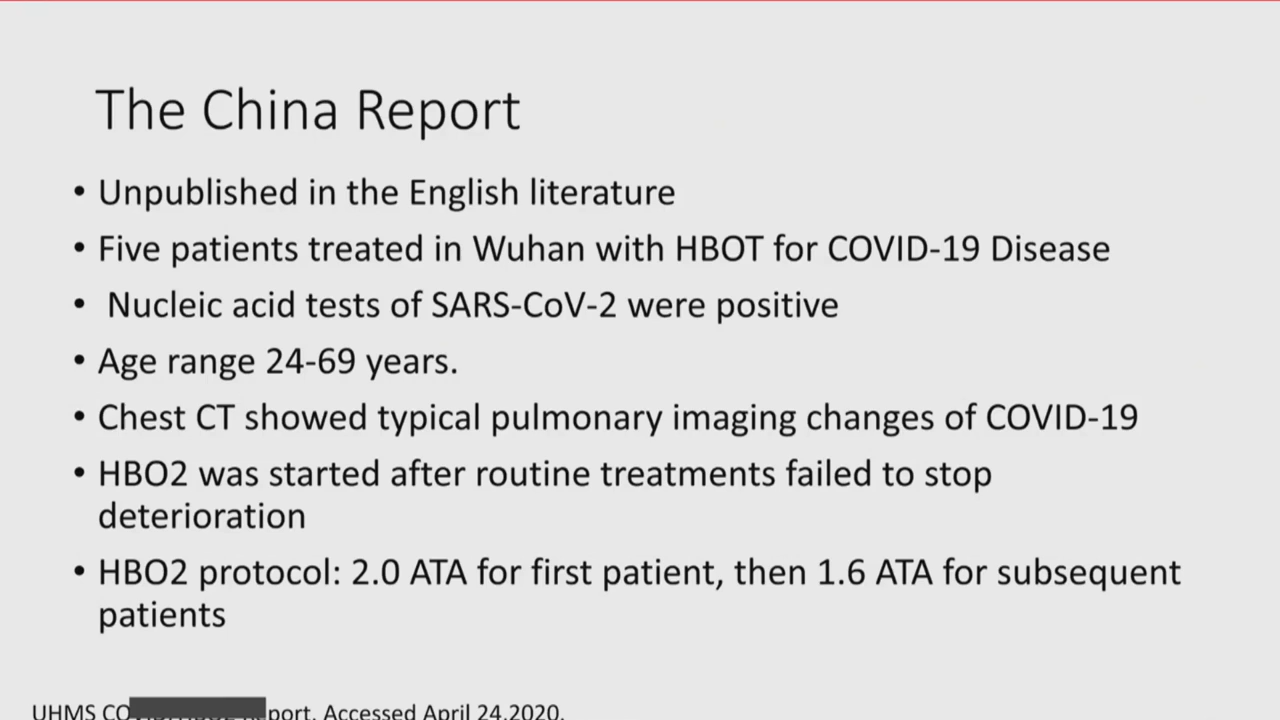 The China Report
• Unpublished in the English literature
• Five patients treated in Wuhan with HBOT for COVID-19 Disease
• Nucleic acid tests of SARS-CoV-2 were positive
• Age range 24-69 years.
• Chest CT showed typical pulmonary imaging changes of COVID-19
• HBO2 was started after routine treatments failed to stop
deterioration
• HBO2 protocol: 2.0 ATA for first patient, then 1.6 ATA for subsequent
patients
UHMS port. Accessed April 24.2020.